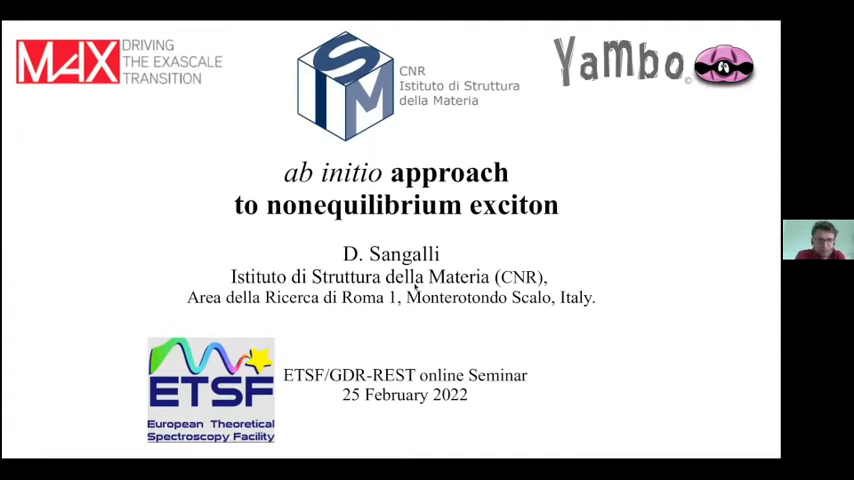 MAX DRIVING
THE EXASCALE
TRANSITION
ISM
CNR
Istituto di Struttura
della Materia
Yambo ©
ab initio approach
to nonequilibrium exciton
D. Sangalli
Istituto di Struttura della Materia (CNR),
Area della Ricerca di Roma 1, Monterotondo Scalo, Italy.
ETSF
European Theoretical
Spectroscopy Facility
ETSF/GDR-REST online Seminar
25 February 2022